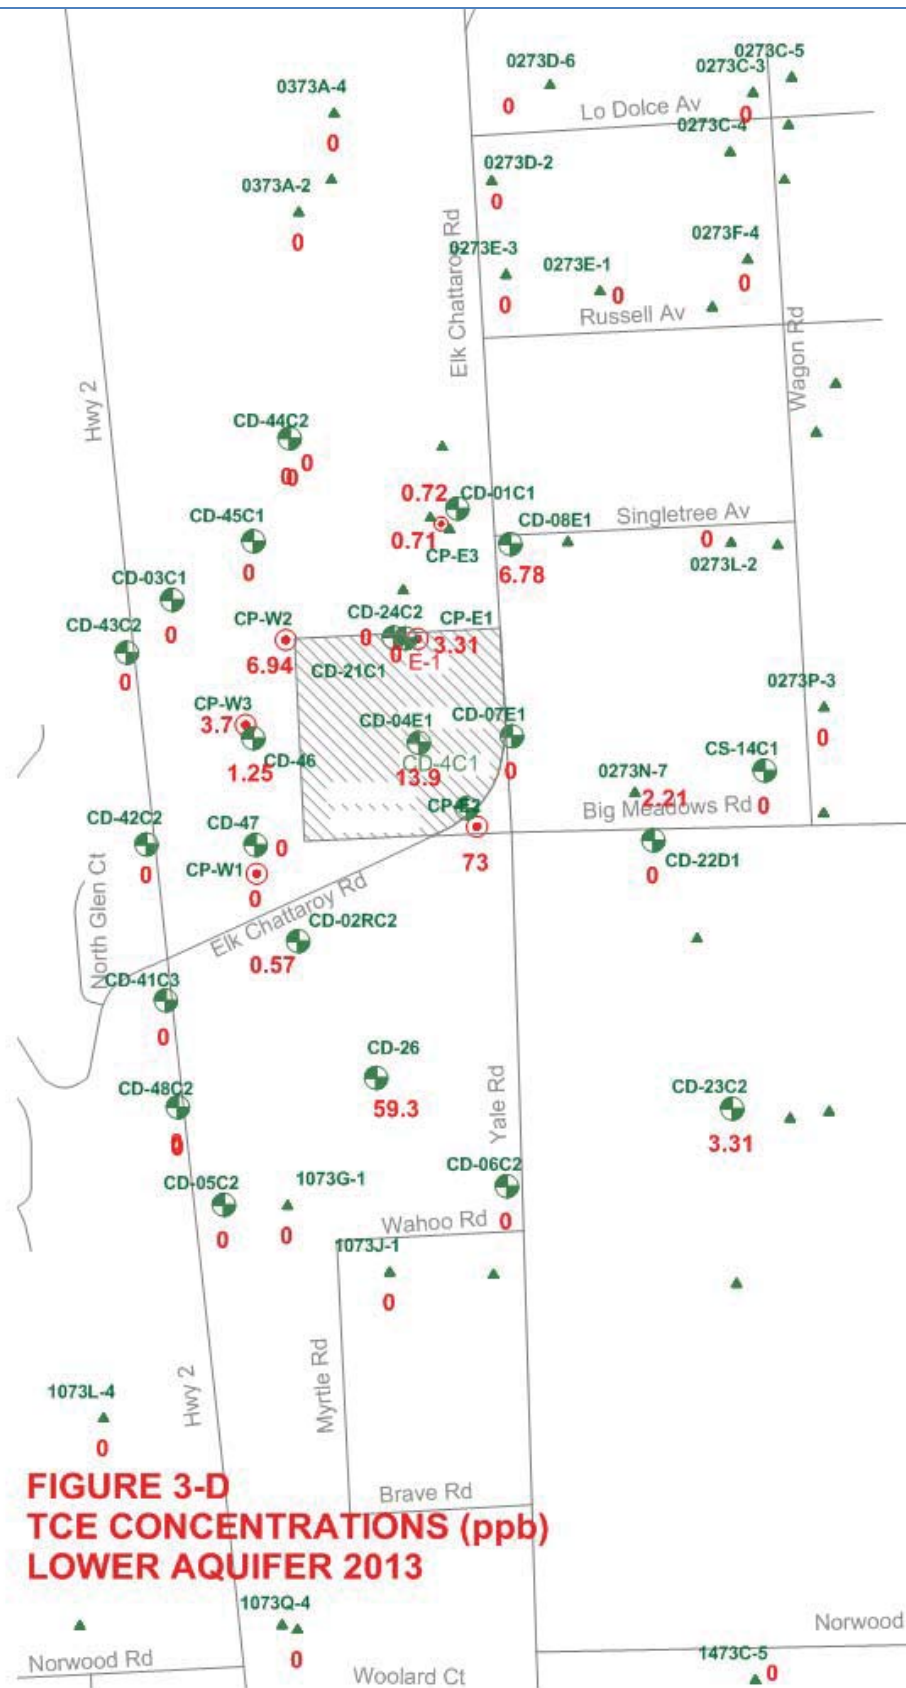 0273C-5
0273D-6
0273C-3
0373A-4
0
Lo Dolce Av
0
0273C-4
0
0273D-2
0373A-2
0
0273F-4
0
0273E-3
0273E-1
0
0
0
Elk Chattaroy Rd
Russell Av
Wagon Rd
Hwy 2
CD-44C2
0
0
0
0.72
CD-01C1
CD-45C1
CD-08E1
Singletree Av
0.71
0
CP-E3
0273L-2
0
6.78
CD-03C1
CD-24C2
CP-E1
CP-W2
CD-43C2
0
0
3.31
0
E-1
6.94
CD-21C1
0
0273P-3
CP-W3
CD-04E1
CD-07E1
3.7
0
CS-14C1
CD-46
CD-4C1
1.25
13.9
0
0273N-7
2.21
CP-E2
Big Meadows Rd
0
CD-42C2
CD-47
0
73
CD-22D1
CP-W1
0
0
0
North Glen Ct
Elk Chattaroy Rd
CD-02RC2
0.57
CD-41C3
0
CD-26
CD-48C2
CD-23C2
59.3
Yale Rd
0
0
3.31
CD-06C2
CD-05C2
1073G-1
Wahoo Rd
0
0
0
1073J-1
0
Myrtle Rd
Hwy 2
1073L-4
0
FIGURE 3-D
Brave Rd
TCE CONCENTRATIONS (ppb)
LOWER AQUIFER 2013
1073Q-4
Norwood
0
1473C-5
0
Norwood Rd
Woolard Ct